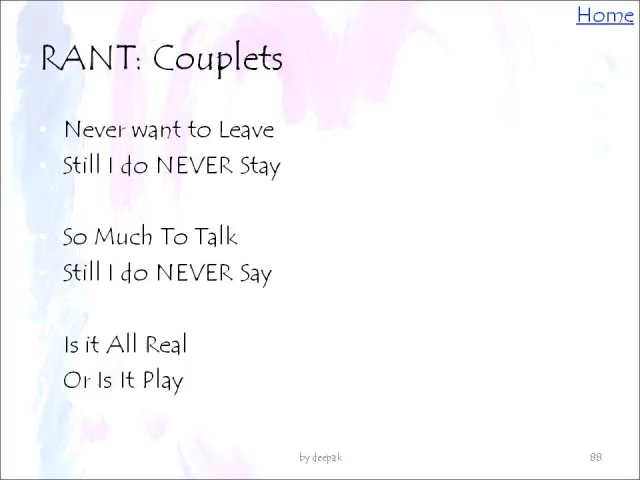 Home
RANT: Couplets
Never want to Leave
Still I do NEVER Stay
So Much To Talk
Still I do NEVER Say
Is it All Real
Or Is It Play
by deepak
88